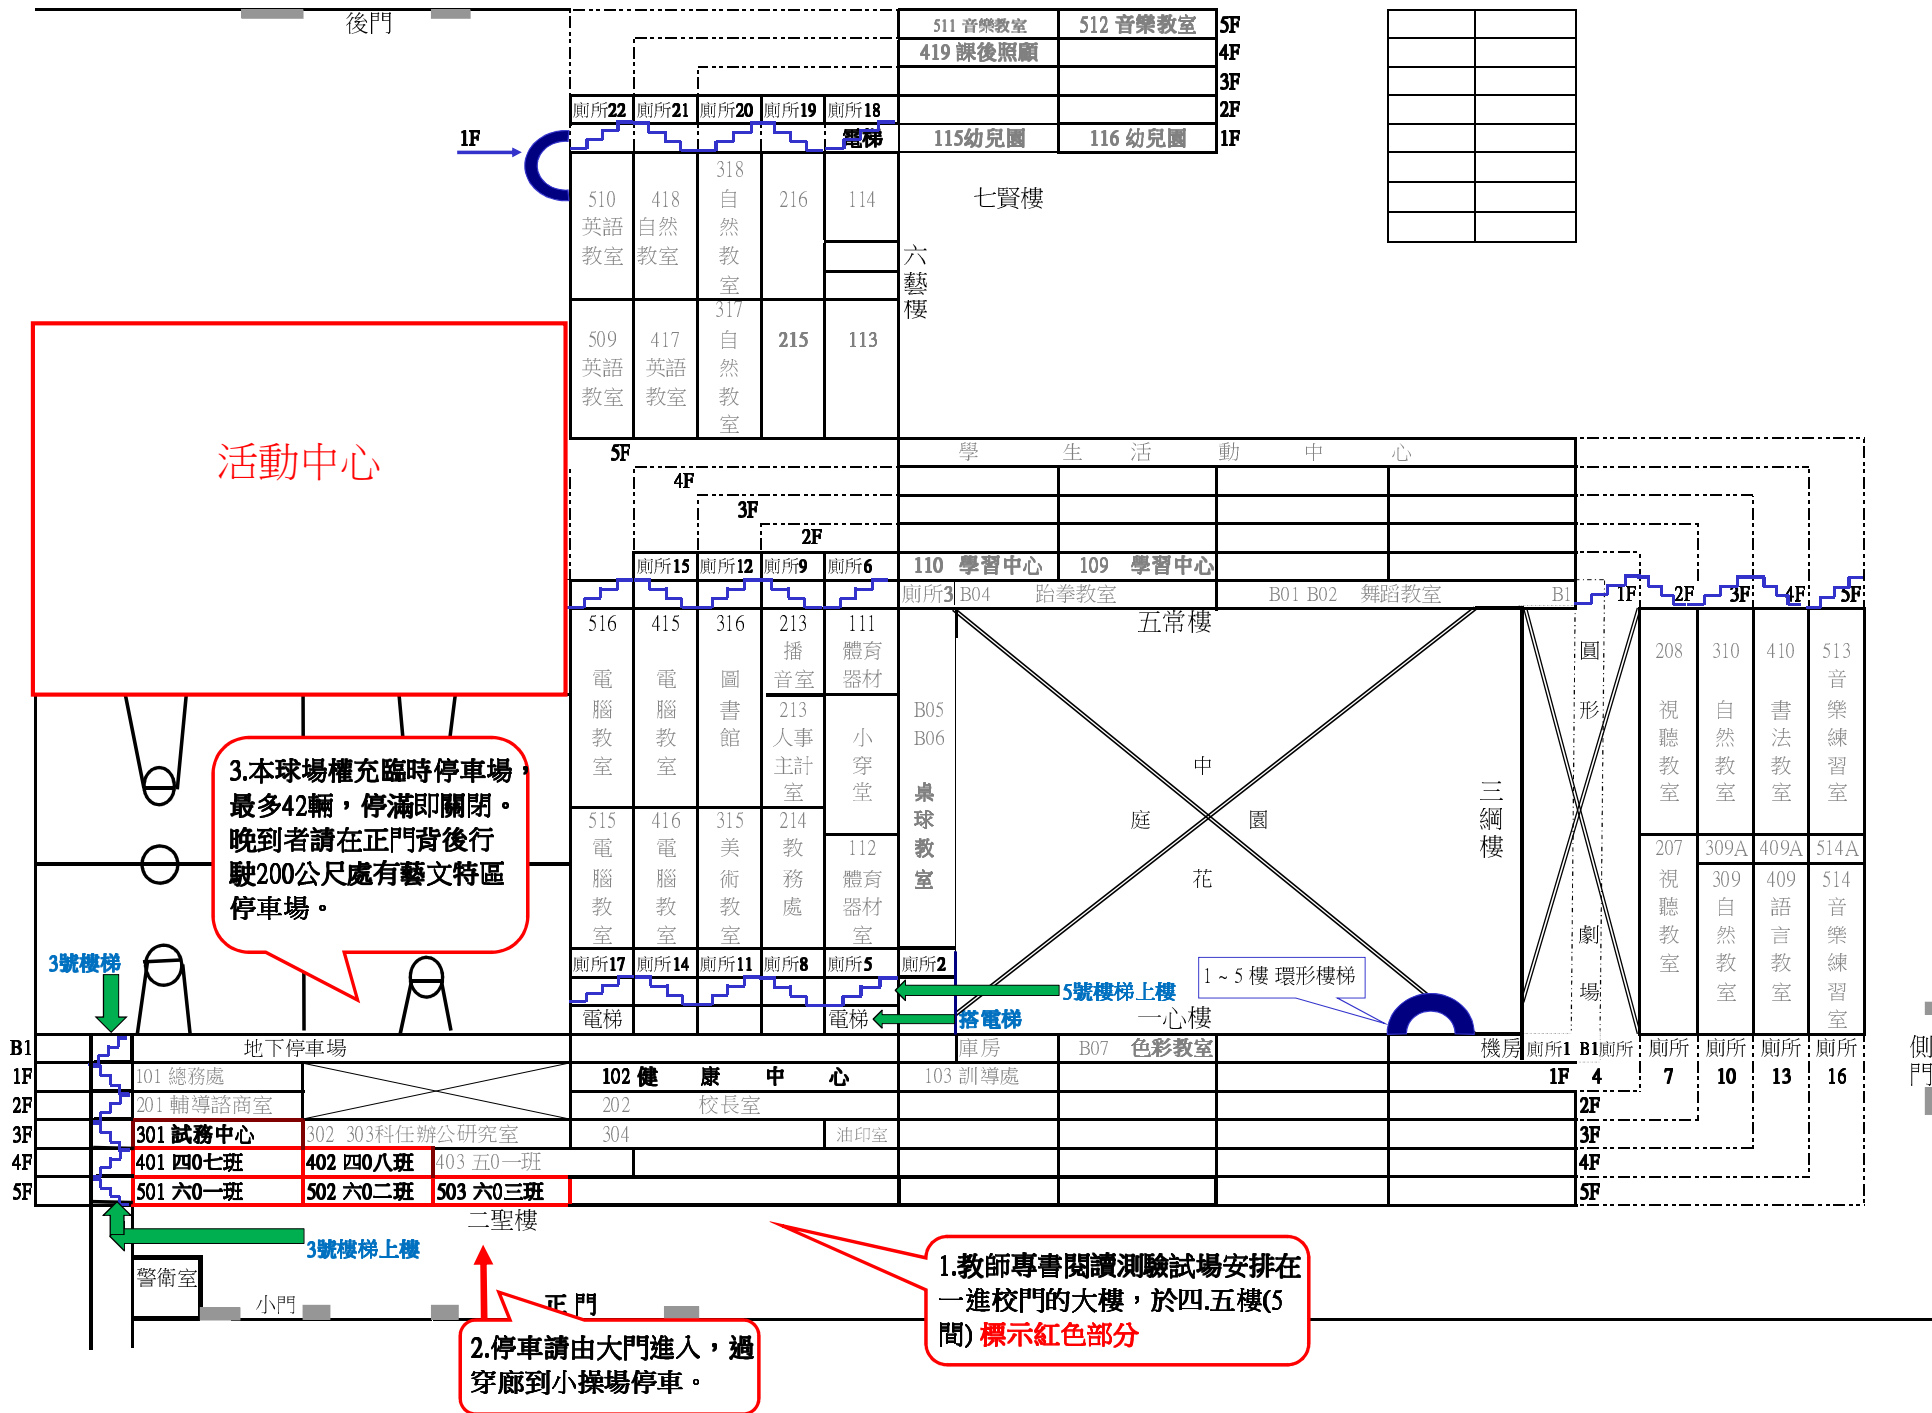 後門
511 音樂教室 512 音樂教室 5F
419 課後照顧 4F
3F
廁所22 廁所21 廁所20 廁所19 廁所18 2F
1F 電梯 115幼兒園 116 幼兒園 1F
510 英語教室 418 自然教室 318 自然教室 216 114
七賢樓
六藝樓
509 英語教室 417 英語教室 317 自然教室 215 113
活動中心
5F 學生活動中心
4F
3F
2F
廁所15 廁所12 廁所9 廁所6 110 學習中心 109 學習中心
廁所3 B04 跆拳教室 B01 B02 舞蹈教室 B1 1F 2F 3F 4F 5F
516 電腦教室 415 電腦教室 316 圖書館 213 播音室 111 體育器材
五常樓
213 人事主計室 小穿堂 B05 B06 桌球教室
中庭花園
三綱樓
圓形劇場
208 視聽教室 310 自然教室 410 書法教室 513 音樂練習室
515 電腦教室 416 電腦教室 315 美術教室 214 教務處 112 體育器材室
207 視聽教室 309A 409A 514A
309 自然教室 409 語言教室 514 音樂練習室
3.本球場權充臨時停車場，
最多42輛，停滿即關閉。
晚到者請在正門背後行
駛200公尺處有藝文特區
停車場。
3號樓梯
廁所17 廁所14 廁所11 廁所8 廁所5 廁所2
1 ~ 5 樓 環形樓梯
5號樓梯上樓
電梯 電梯 搭電梯 一心樓
B1 地下停車場 庫房 B07 色彩教室 機房 廁所1 B1廁所 廁所 廁所 廁所 廁所
側門
1F 101 總務處 102 健康中心 103 訓導處 1F 4 7 10 13 16
2F 201 輔導諮商室 202 校長室 2F
3F 301 試務中心 302 303科任辦公研究室 304 油印室 3F
4F 401 四0七班 402 四0八班 403 五0一班 4F
5F 501 六0一班 502 六0二班 503 六0三班 5F
二聖樓
3號樓梯上樓
警衛室
小門
正門
1.教師專書閱讀測驗試場安排在
一進校門的大樓，於四.五樓(5
間) 標示紅色部分
2.停車請由大門進入，過
穿廊到小操場停車。